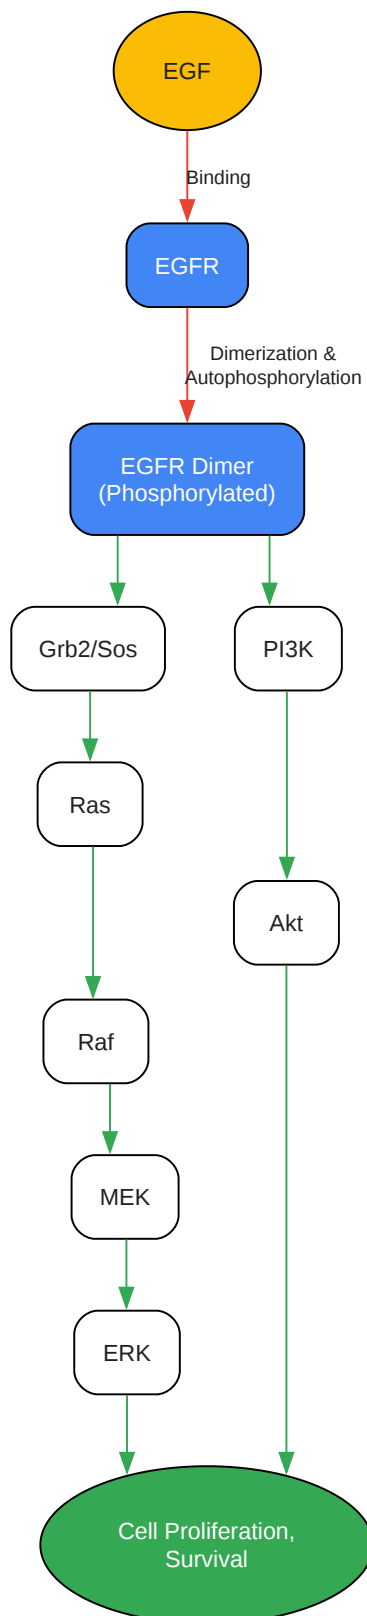 EGF
Binding
EGFR
Dimerization &
Autophosphorylation
EGFR Dimer
(Phosphorylated)
Grb2/Sos
PI3K
Ras
Akt
Raf
MEK
ERK
Cell Proliferation,
Survival